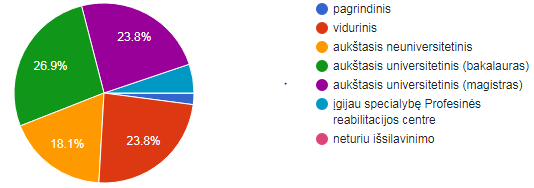 23.8%
26.9%
18.1%
23.8%
pagrindinis
vidurinis
aukštasis neuniversitetinis
aukštasis universitetinis (bakalauras)
aukštasis universitetinis (magistras)
įgijau specialybę Profesinės
reabilitacijos centre
neturiu išsilavinimo